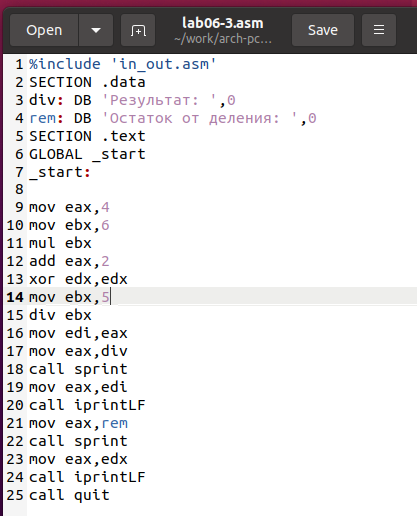 Open
lab06-3.asm
~/work/arch-pc...
Save
1 %include 'in_out.asm'
2 SECTION .data
3 div: DB 'Результат: ',0
4 rem: DB 'Остаток от деления: ',0
5 SECTION .text
6 GLOBAL _start
7 _start:
8
9 mov eax,4
10 mov ebx,6
11 mul ebx
12 add eax,2
13 xor edx,edx
14 mov ebx,5
15 div ebx
16 mov edi,eax
17 mov eax,div
18 call sprint
19 mov eax,edi
20 call iprintLF
21 mov eax,rem
22 call sprint
23 mov eax,edx
24 call iprintLF
25 call quit